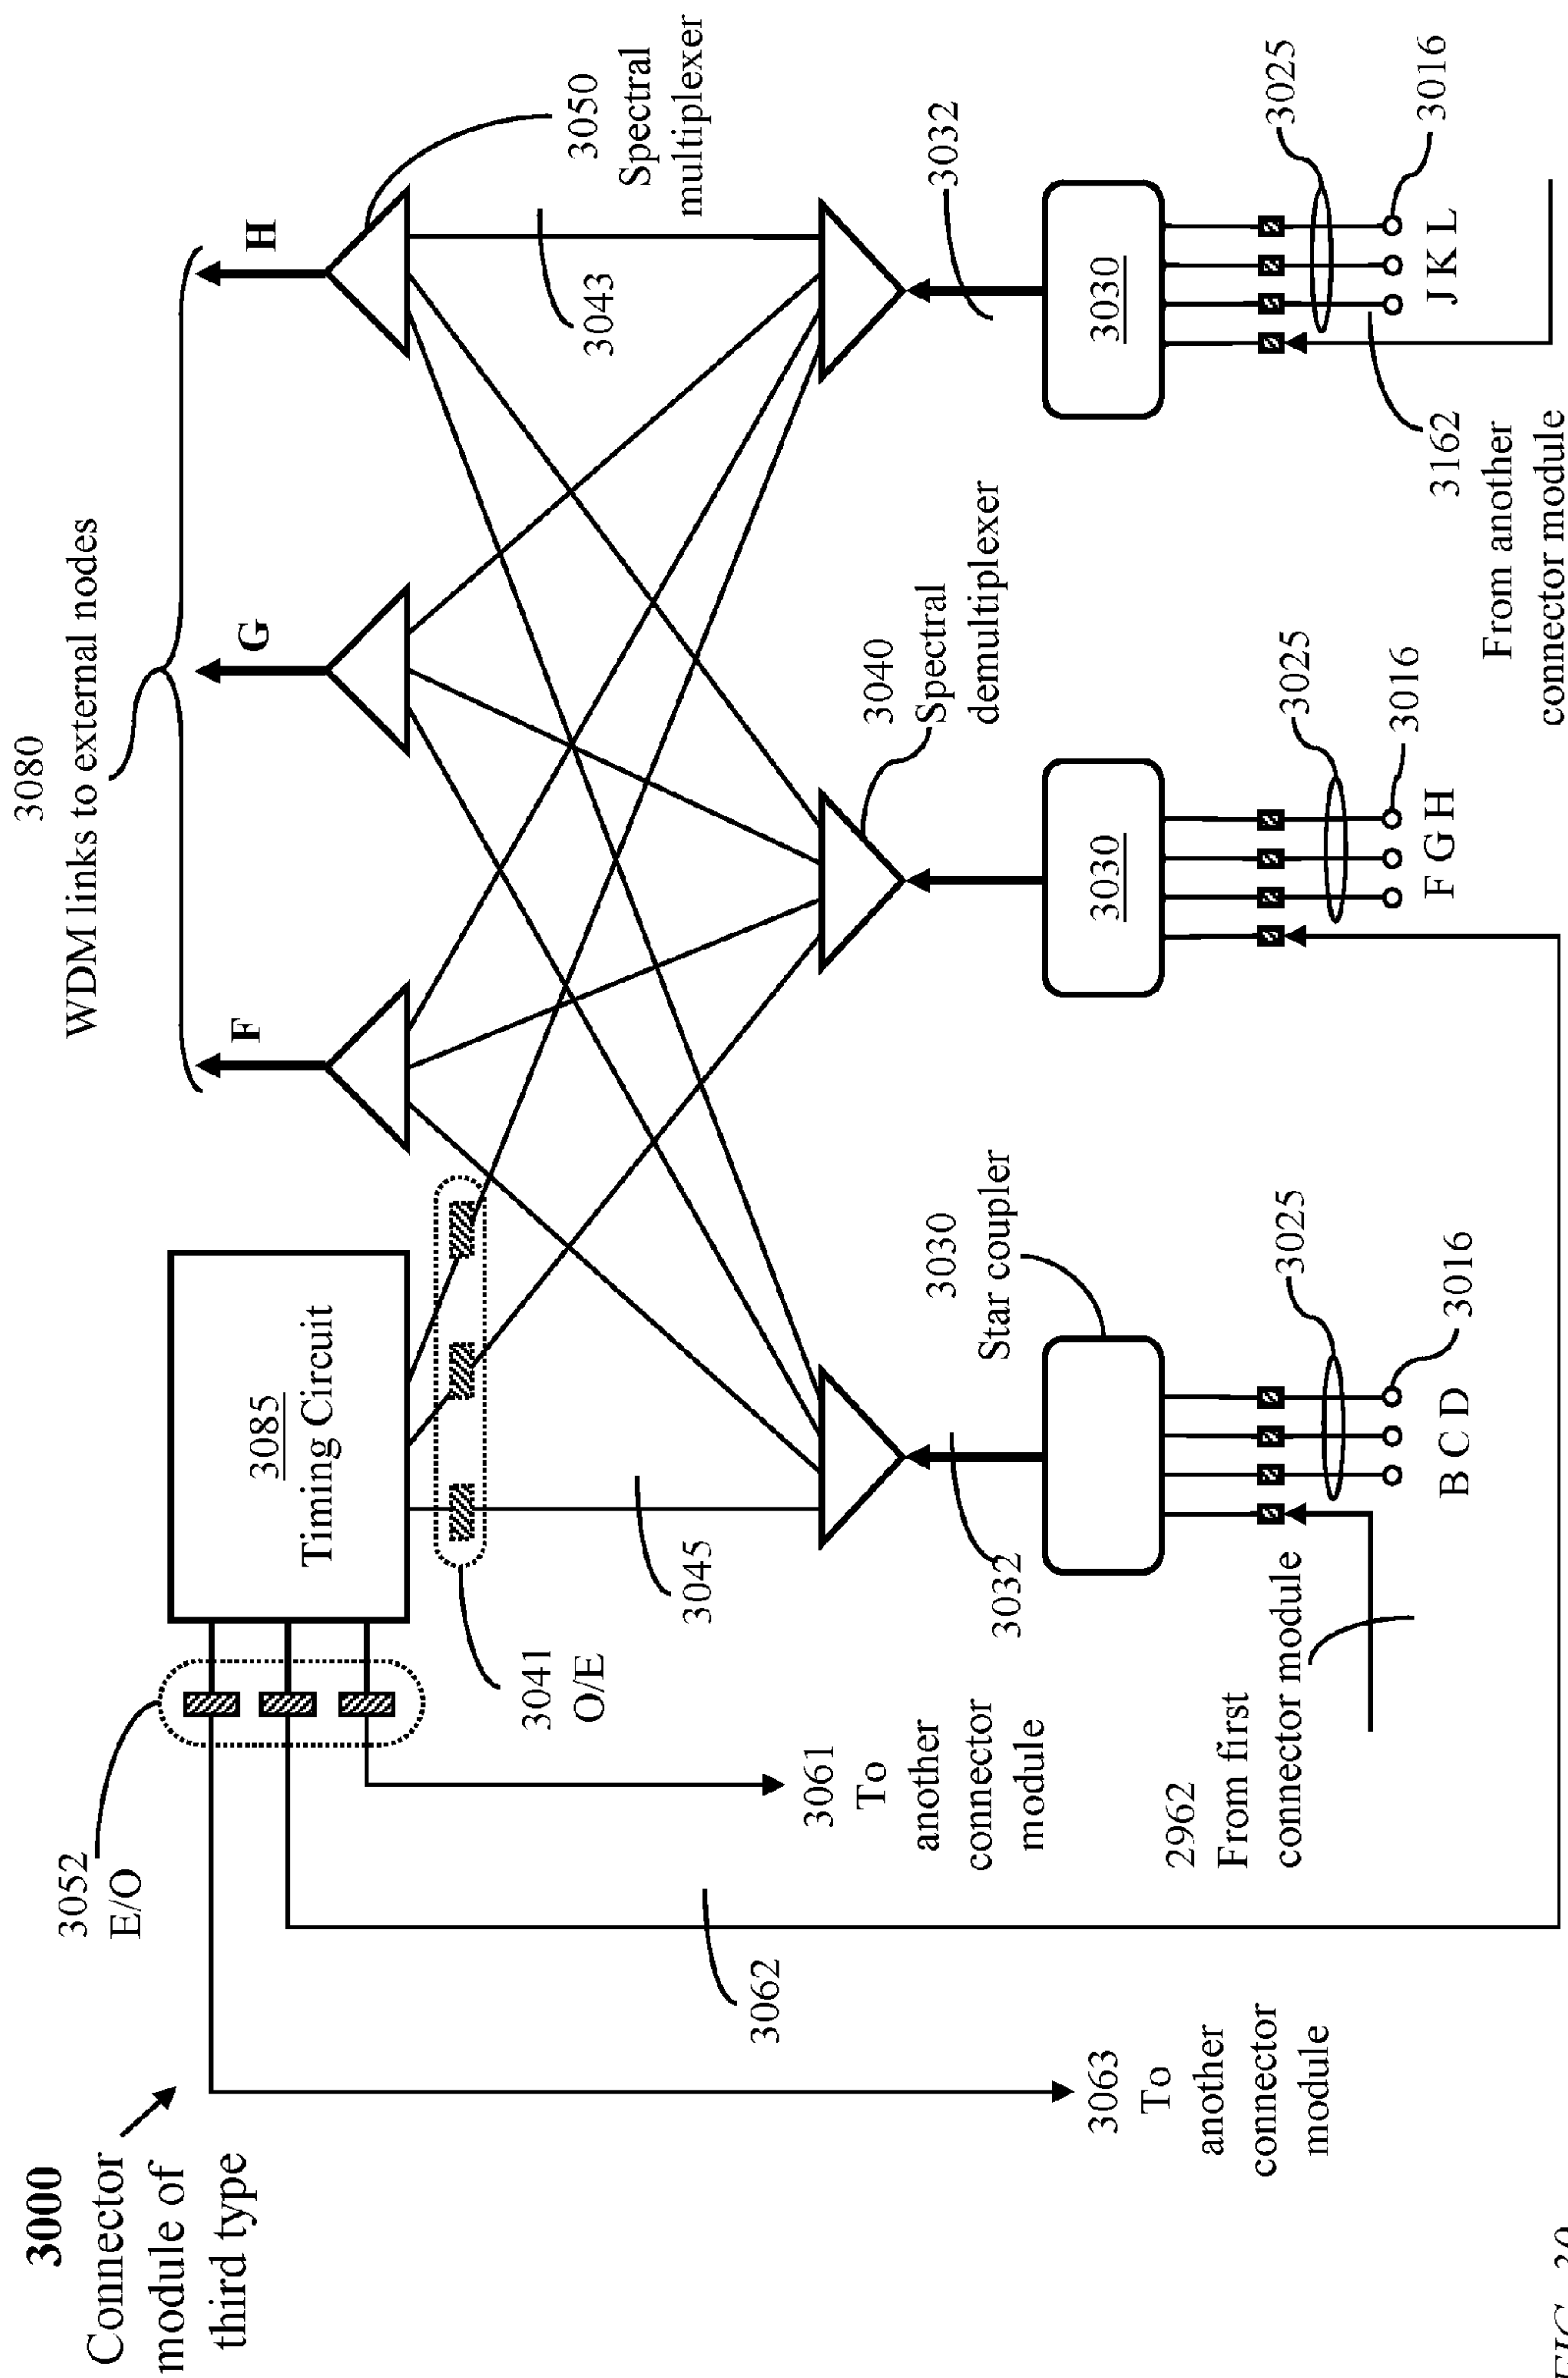 3000
Connector
module of
third type
3052
E/O
3080
WDM links to external nodes
F
G
H
3085
Timing Circuit
3050
Spectral
multiplexer
3041
O/E
3043
3045
3062
3061
To
another
connector
module
3063
To
another
connector
module
3040
Spectral
demultiplexer
3032
3032
3030
Star coupler
3030
3030
2962
From first
connector module
3025
3025
3025
3016
3016
3016
B C D
F G H
J K L
3162
From another
connector module